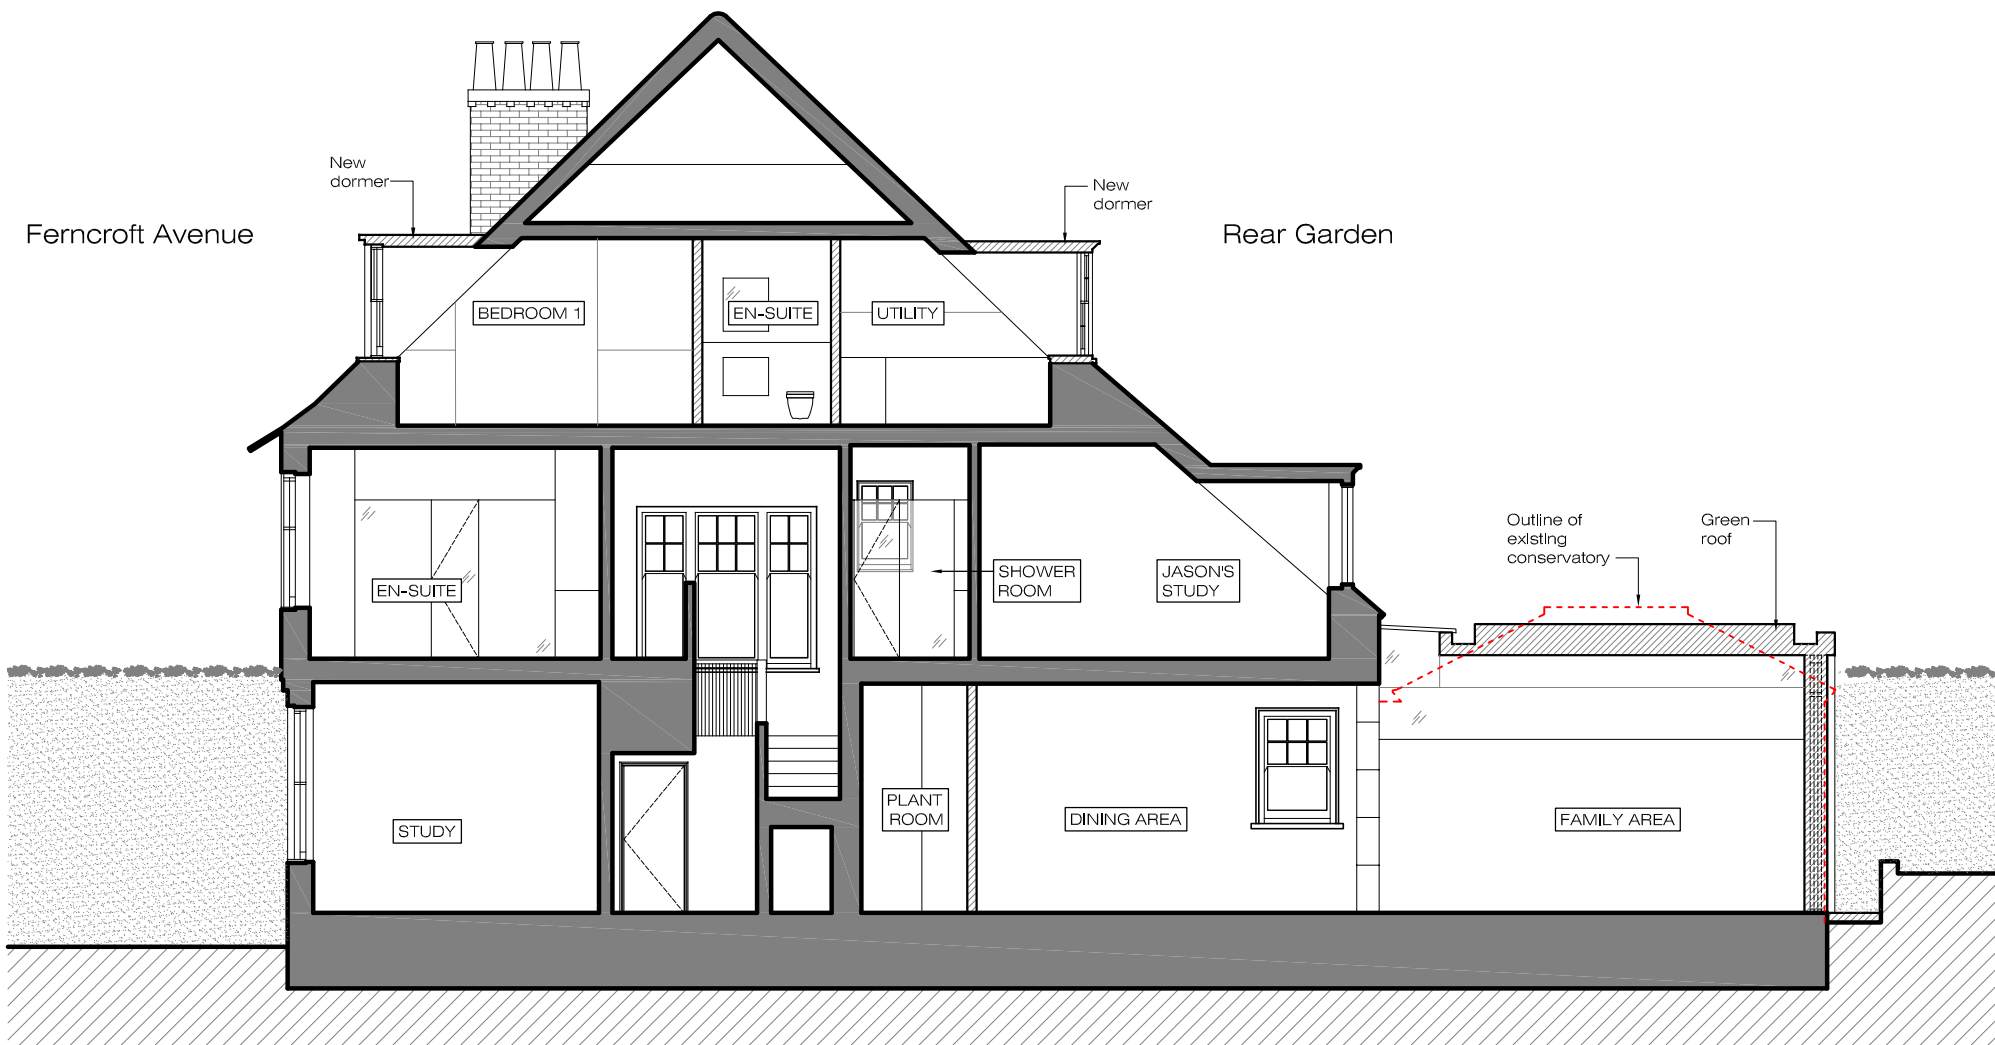 New
dormer
New
dormer
Ferncroft Avenue
Rear Garden
BEDROOM 1
EN-SUITE
UTILITY
Outline of
existing
conservatory
Green
roof
EN-SUITE
SHOWER
ROOM
JASON'S
STUDY
STUDY
PLANT
ROOM
DINING AREA
FAMILY AREA